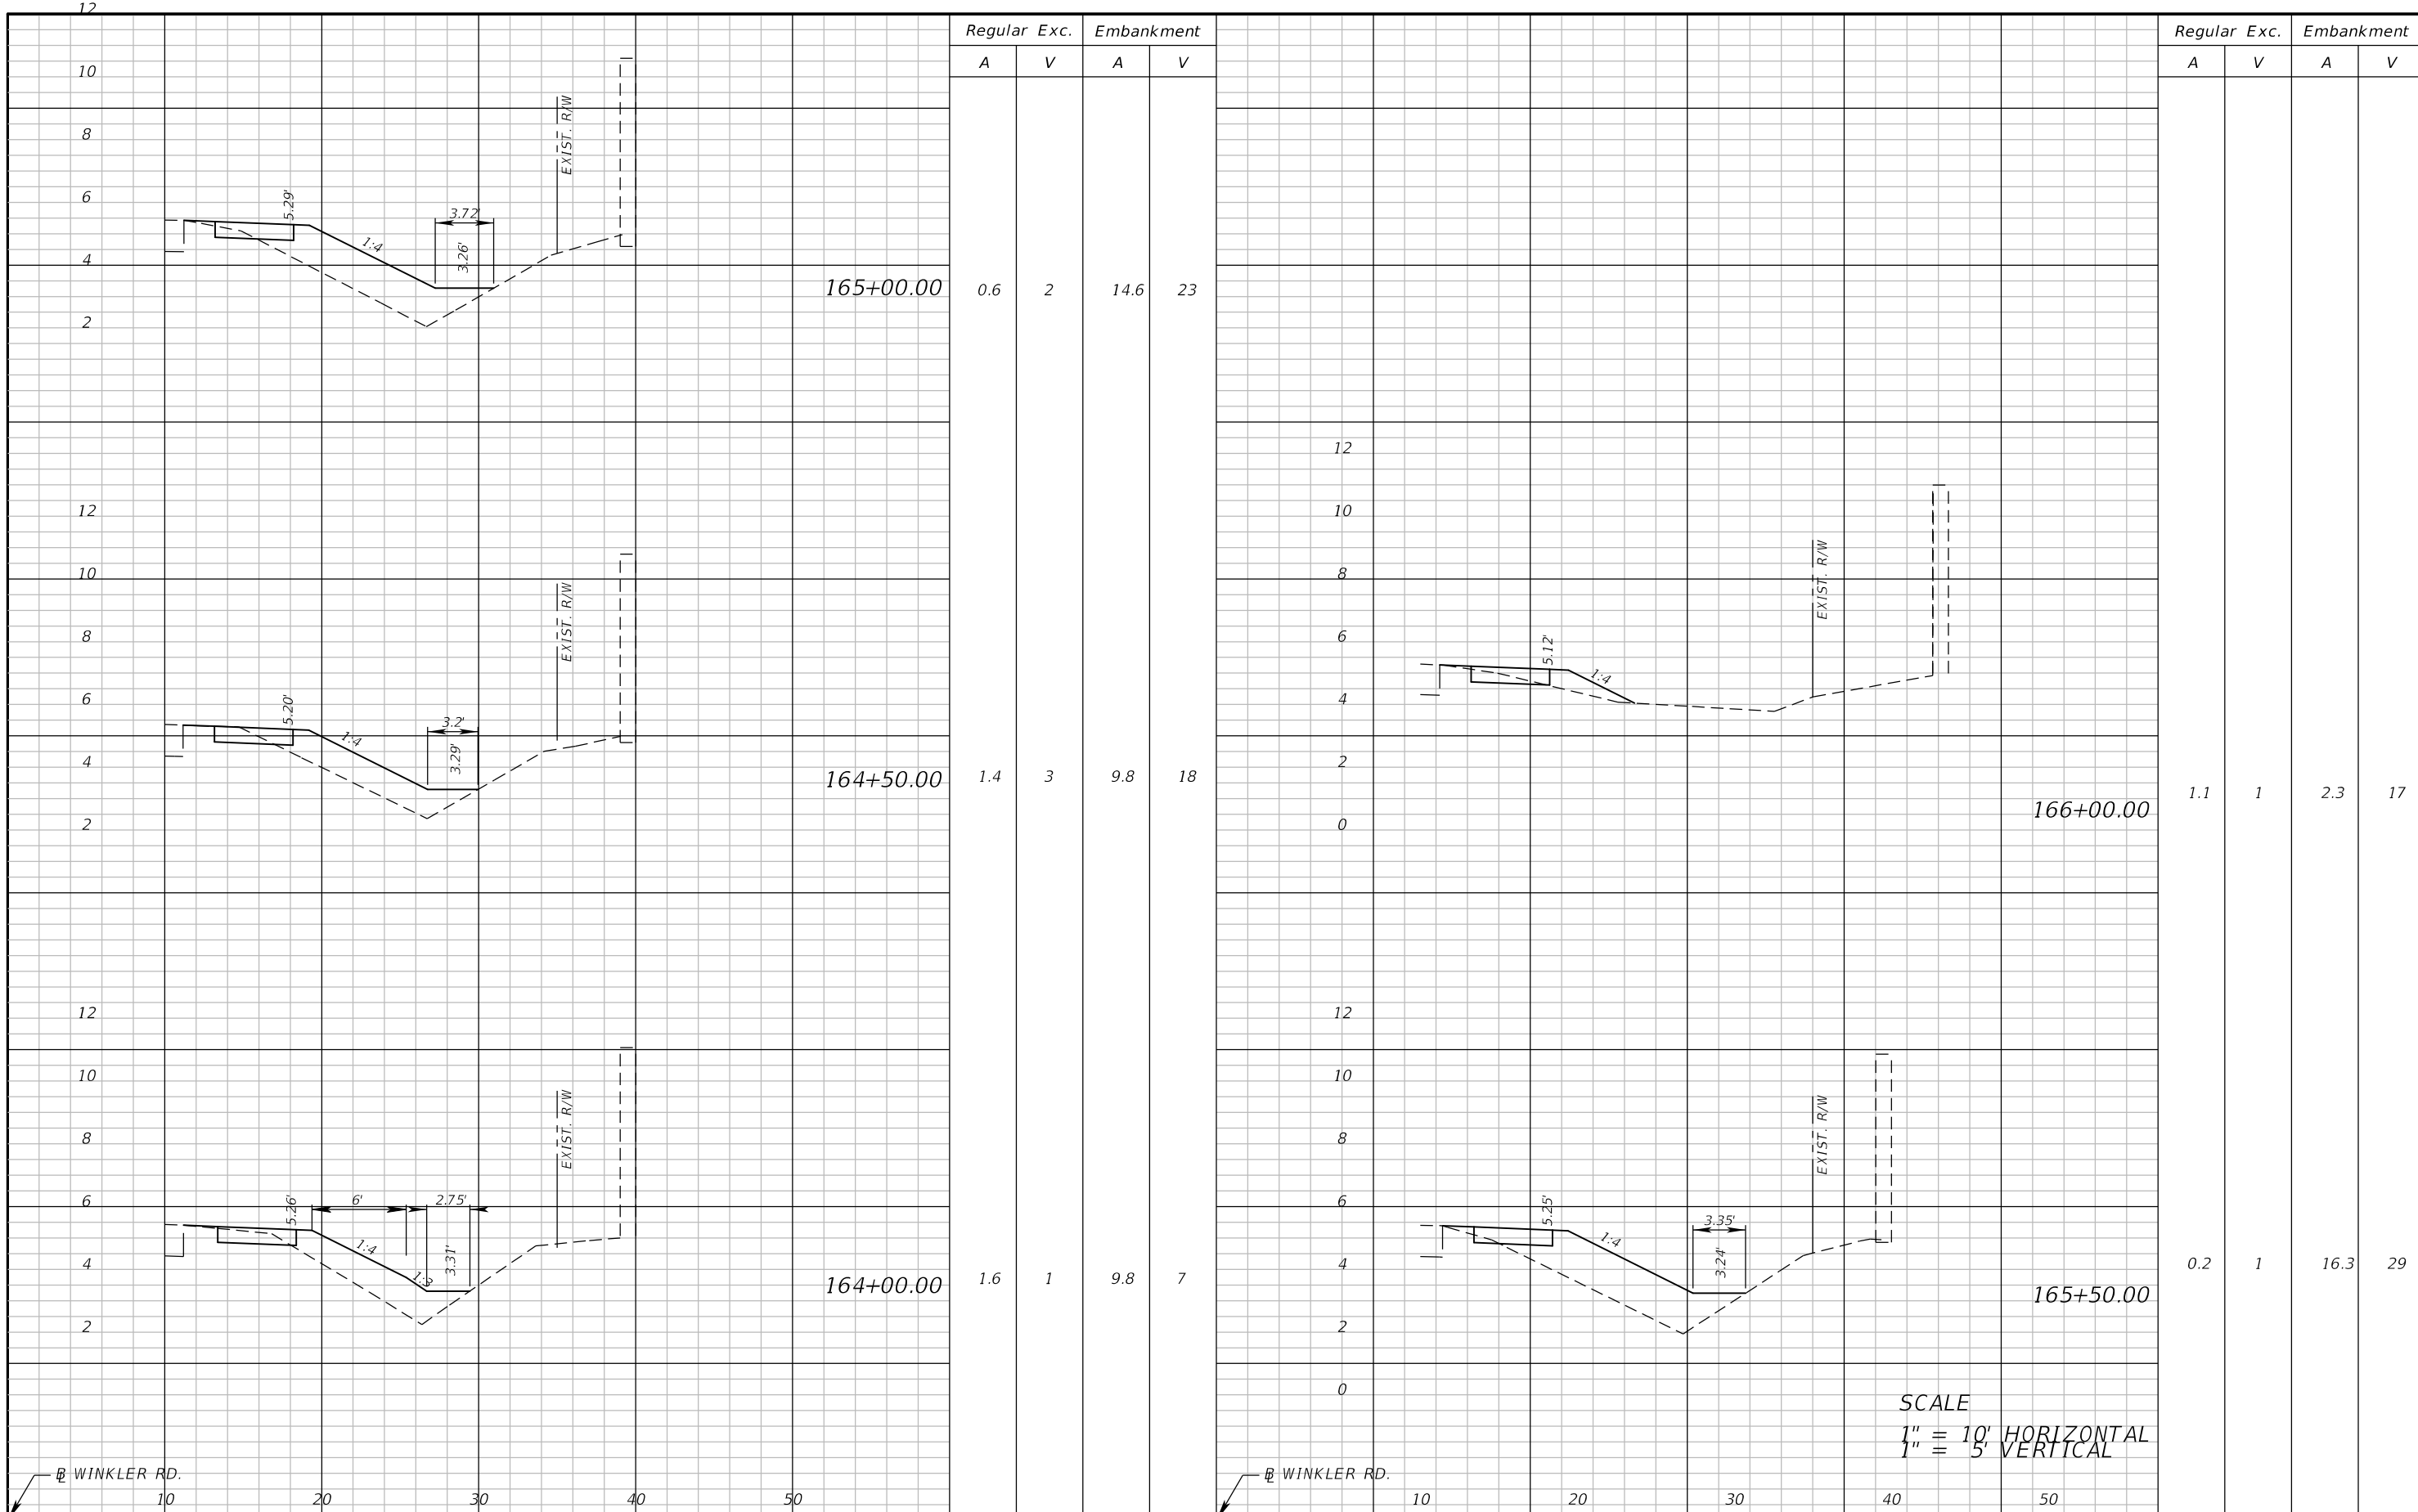 12
Regular Exc. Embankment
A V A V
10
8
6
4
2
EXIST. R/W
5.29'
1:4
3.72'
3.26'
165+00.00 0.6 2 14.6 23
12
10
8
6
4
2
EXIST. R/W
5.20'
1:4
3.2'
3.29'
164+50.00 1.4 3 9.8 18
12
10
8
6
4
2
EXIST. R/W
5.26'
6'
2.75'
1:4
1:3
3.31'
164+00.00 1.6 1 9.8 7
BL WINKLER RD.
10 20 30 40 50
Regular Exc. Embankment
A V A V
12
10
8
6
4
2
0
EXIST. R/W
5.12'
1:4
166+00.00 1.1 1 2.3 17
12
10
8
6
4
2
0
EXIST. R/W
5.25'
1:4
3.35'
3.24'
165+50.00 0.2 1 16.3 29
SCALE
1" = 10' HORIZONTAL
1" = 5' VERTICAL
BL WINKLER RD.
10 20 30 40 50